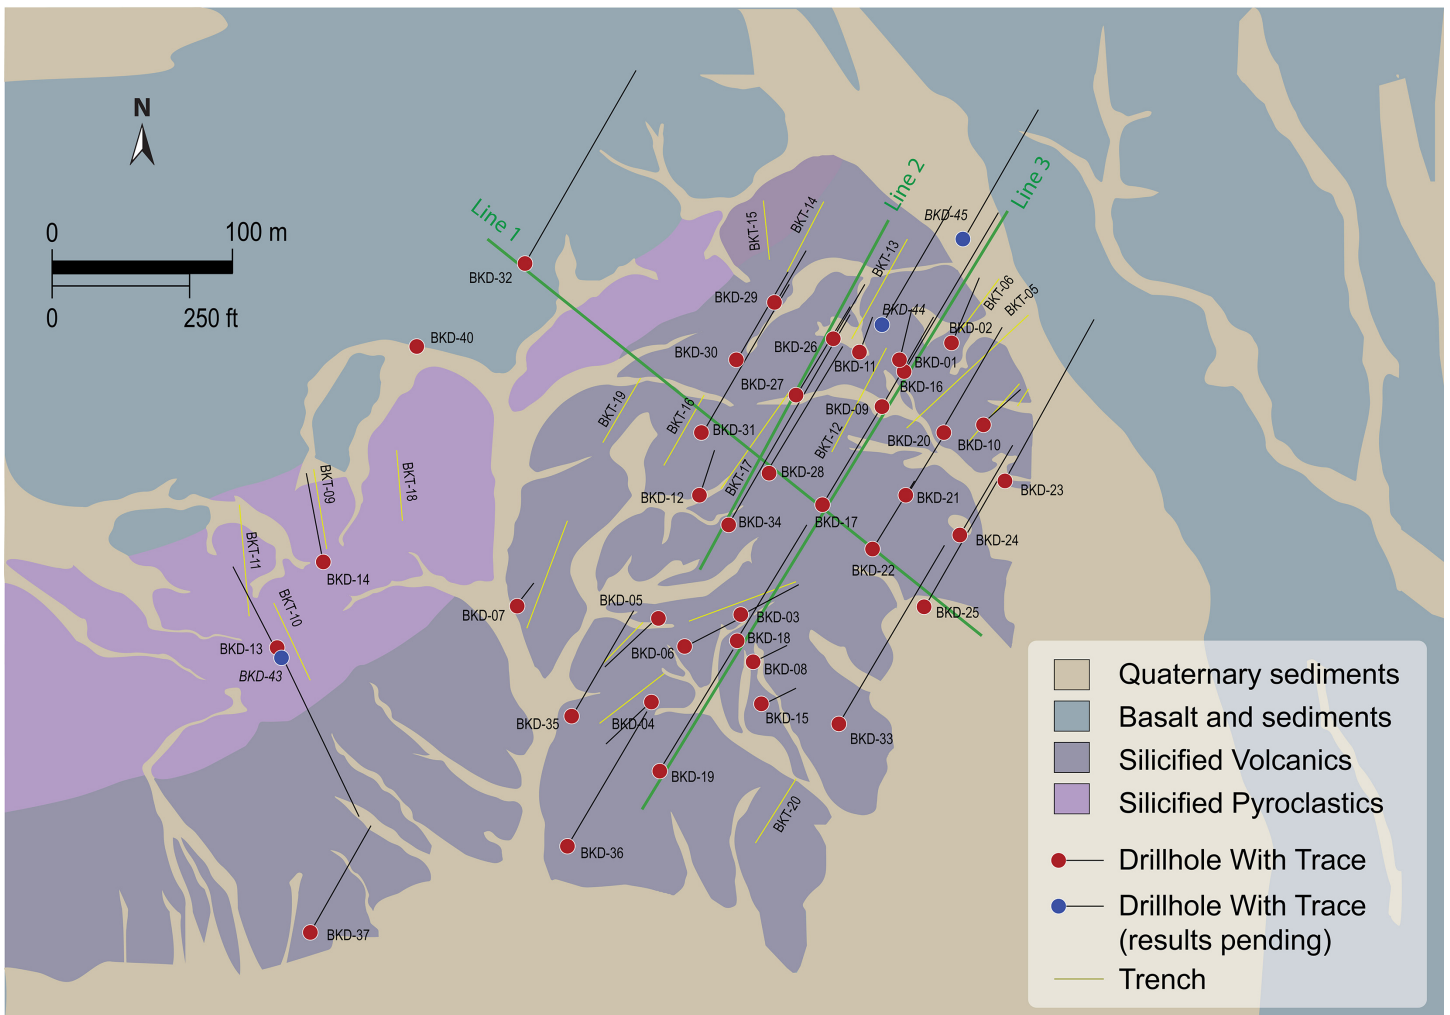 N
0 100 m
0 250 ft
Line 1
Line 2
Line 3
BKD-45
BKT-15
BKT-14
BKT-13
BKD-32
BKD-29
BKD-44
BKT-06
BKT-05
BKD-02
BKD-40
BKD-30
BKD-26
BKD-11
BKD-01
BKD-16
BKD-27
BKD-09
BKT-19
BKT-16
BKD-31
BKT-12
BKD-20
BKD-10
BKT-09
BKT-18
BKT-17
BKD-28
BKD-12
BKD-21
BKD-23
BKD-34
BKD-17
BKD-24
BKT-11
BKD-14
BKD-22
BKT-10
BKD-07
BKD-05
BKD-03
BKD-25
BKD-18
BKD-13
BKD-43
BKD-06
BKD-08
BKD-35
BKD-04
BKD-15
BKD-33
BKD-19
BKT-20
BKD-36
BKD-37
Quaternary sediments
Basalt and sediments
Silicified Volcanics
Silicified Pyroclastics
Drillhole With Trace
Drillhole With Trace
(results pending)
Trench